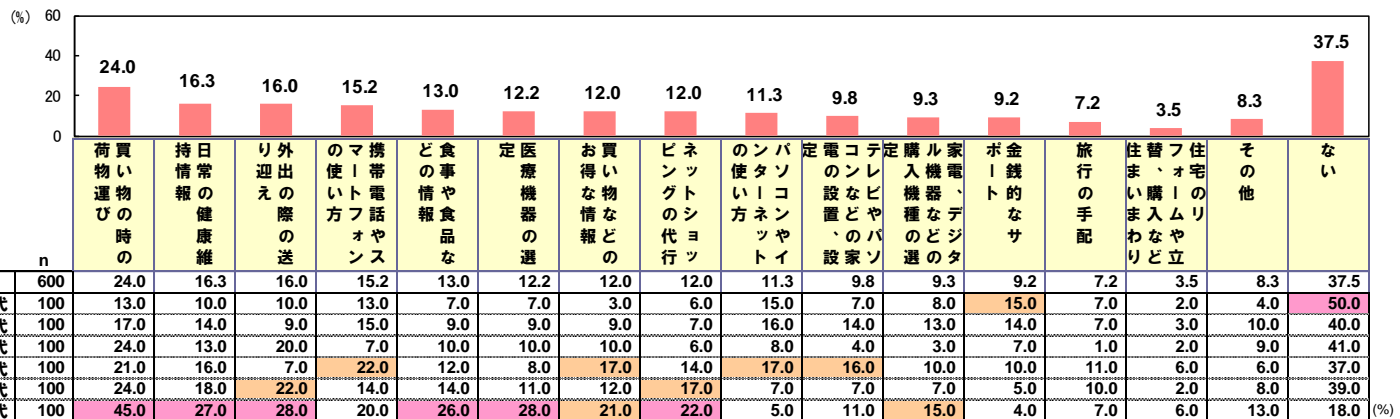 (%)
60
40
20
0
24.0 16.3 16.0 15.2 13.0 12.2 12.0 12.0 11.3 9.8 9.3 9.2 7.2 3.5 8.3 37.5
買い物の時の
荷物運び
日常の健康維
持情報
外出の際の送
り迎え
携帯電話やス
マートフォン
の使い方
食事や食品な
どの情報
医療機器の選
定
買い物などの
お得な情報
ネットショッ
ピングの代行
パソコンやイ
ンターネット
の使い方
テレビやパソ
コンなどの家
電の設置、設
定
家電、デジタ
ル機器などの
購入機種の選
定
金銭的なサ
ポート
旅行の手配
住宅のリ
フォームや立
替、購入など
住まいまわり
その他
ない
n
600 24.0 16.3 16.0 15.2 13.0 12.2 12.0 12.0 11.3 9.8 9.3 9.2 7.2 3.5 8.3 37.5
代 100 13.0 10.0 10.0 13.0 7.0 7.0 3.0 6.0 15.0 7.0 8.0 15.0 7.0 2.0 4.0 50.0
代 100 17.0 14.0 9.0 15.0 9.0 9.0 9.0 7.0 16.0 14.0 13.0 14.0 7.0 3.0 10.0 40.0
代 100 24.0 13.0 20.0 7.0 10.0 10.0 10.0 6.0 8.0 4.0 3.0 7.0 1.0 2.0 9.0 41.0
代 100 21.0 16.0 7.0 22.0 12.0 8.0 17.0 14.0 17.0 16.0 10.0 10.0 11.0 6.0 6.0 37.0
代 100 24.0 18.0 22.0 14.0 14.0 11.0 12.0 17.0 7.0 7.0 7.0 5.0 10.0 2.0 8.0 39.0
代 100 45.0 27.0 28.0 20.0 26.0 28.0 21.0 22.0 5.0 11.0 15.0 4.0 7.0 6.0 13.0 18.0 (%)